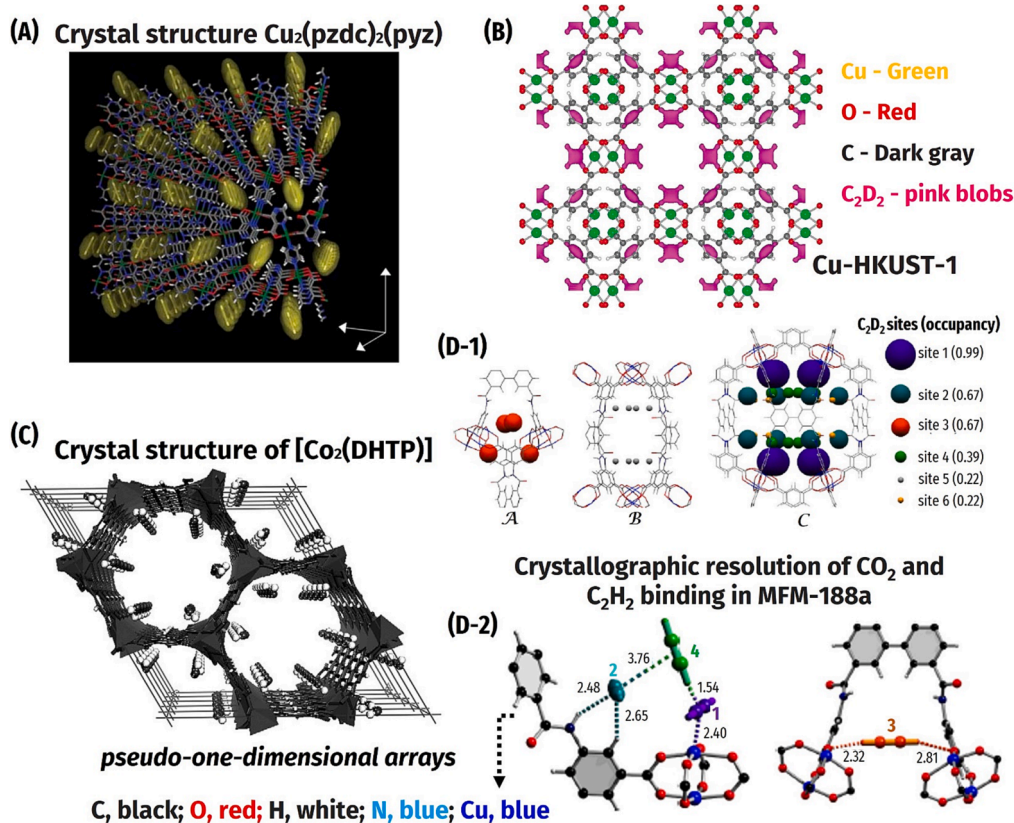 (A) Crystal structure Cu₂(pzdc)₂(pyz)
(B)
Cu - Green
O - Red
C - Dark gray
C₂D₂ - pink blobs
Cu-HKUST-1
(C)
Crystal structure of [Co₂(DHTP)]
pseudo-one-dimensional arrays
(D-1)
C₂D₂ sites (occupancy)
site 1 (0.99)
site 2 (0.67)
site 3 (0.67)
site 4 (0.39)
site 5 (0.22)
site 6 (0.22)
A
B
C
Crystallographic resolution of CO₂ and
C₂H₂ binding in MFM-188a
(D-2)
4
3.76
2
2.48
1.54
1
2.65
2.40
3
2.32
2.81
C, black; O, red; H, white; N, blue; Cu, blue